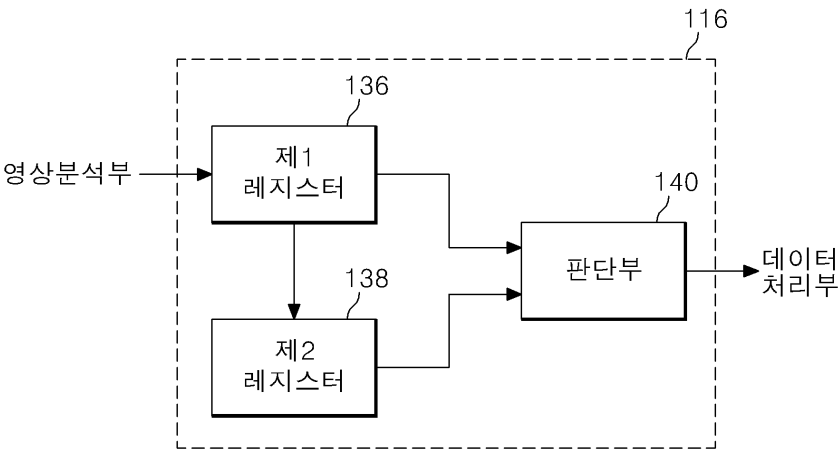 116
136
제1
레지스터
영상분석부
140
판단부
데이터
처리부
138
제2
레지스터